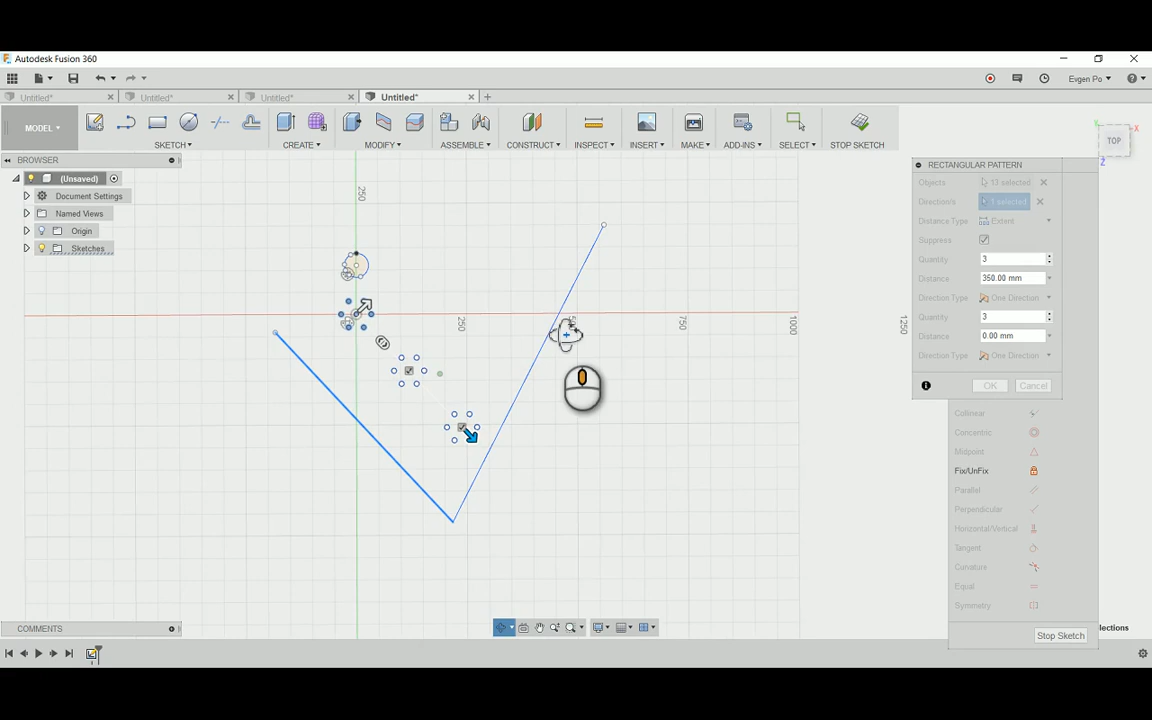 Autodesk Fusion 360
Evgen Po
Untitled*
Untitled*
Untitled*
Untitled*
MODEL
SKETCH
CREATE
MODIFY
ASSEMBLE
CONSTRUCT
INSPECT
INSERT
MAKE
ADD-INS
SELECT
STOP SKETCH
TOP
X
Z
BROWSER
(Unsaved)
Document Settings
Named Views
Origin
Sketches
250
250
500
750
1000
1250
RECTANGULAR PATTERN
Objects 13 selected
Direction/s 1 selected
Distance Type Extent
Suppress
Quantity 3
Distance 350.00 mm
Direction Type One Direction
Quantity 3
Distance 0.00 mm
Direction Type One Direction
OK Cancel
Collinear
Concentric
Midpoint
Fix/UnFix
Parallel
Perpendicular
Horizontal/Vertical
Tangent
Curvature
Equal
Symmetry
Stop Sketch
COMMENTS